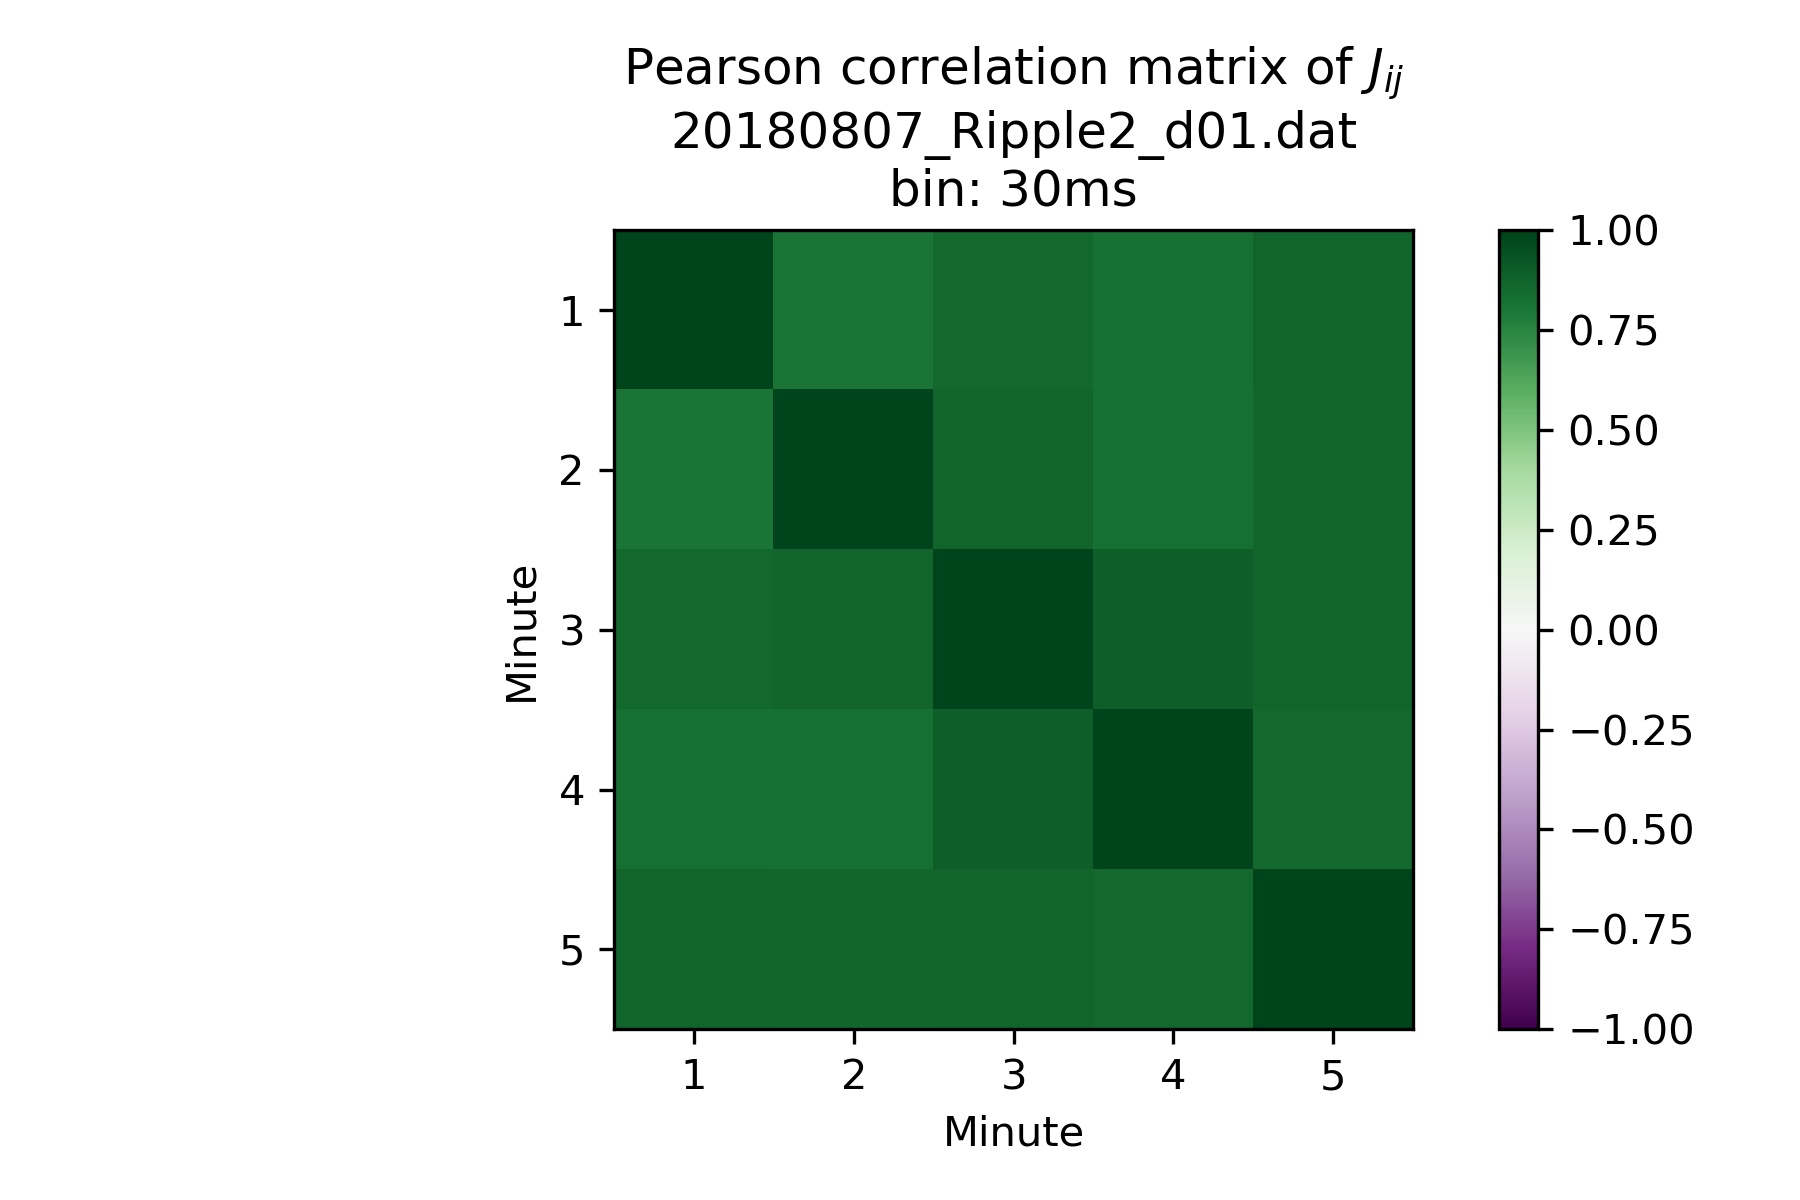 Pearson correlation matrix of J_ij
20180807_Ripple2_d01.dat
bin: 30ms
Minute
1
2
3
4
5
1 2 3 4 5
Minute
1.00
0.75
0.50
0.25
0.00
−0.25
−0.50
−0.75
−1.00